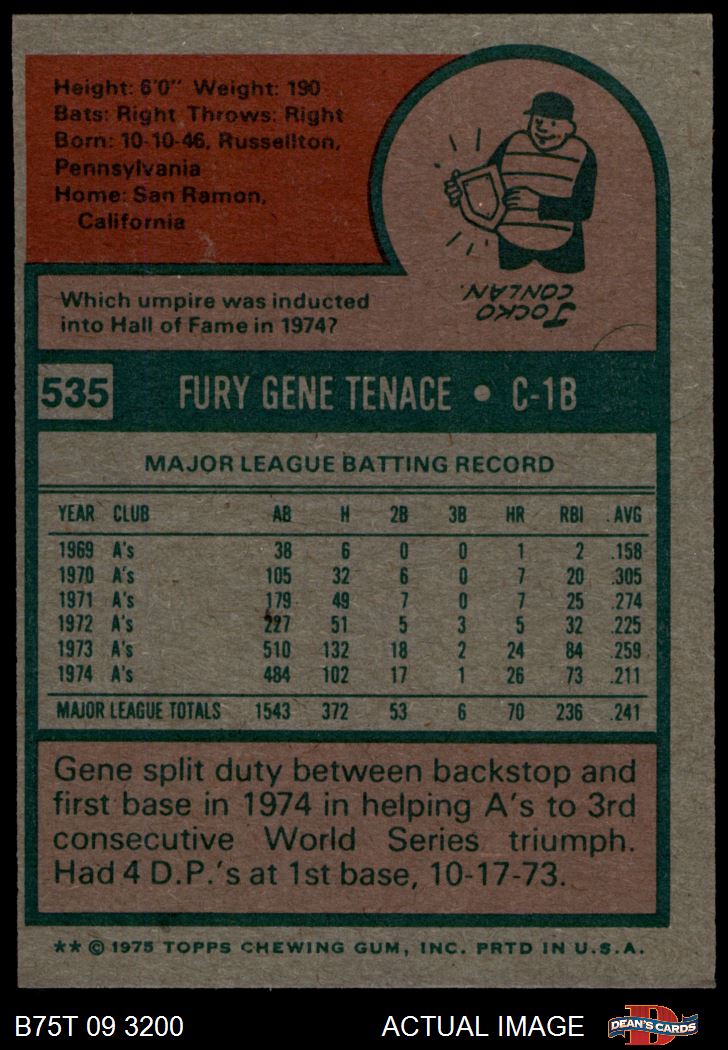 Height: 6'0" Weight: 190
Bats: Right Throws: Right
Born: 10-10-46, Russellton,
Pennsylvania
Home: San Ramon,
California
Which umpire was inducted
into Hall of Fame in 1974?
JOCKO
CONLAN.
535 FURY GENE TENACE • C-1B
MAJOR LEAGUE BATTING RECORD
YEAR CLUB AB H 2B 3B HR RBI AVG
1969 A's 38 6 0 0 1 2 .158
1970 A's 105 32 6 0 7 20 .305
1971 A's 179 49 7 0 7 25 .274
1972 A's 227 51 5 3 5 32 .225
1973 A's 510 132 18 2 24 84 .259
1974 A's 484 102 17 1 26 73 .211
MAJOR LEAGUE TOTALS 1543 372 53 6 70 236 .241
Gene split duty between backstop and
first base in 1974 in helping A's to 3rd
consecutive World Series triumph.
Had 4 D.P.'s at 1st base, 10-17-73.
** © 1975 TOPPS CHEWING GUM, INC. PRTD IN U.S.A.
B75T 09 3200 ACTUAL IMAGE DEAN'S CARDS